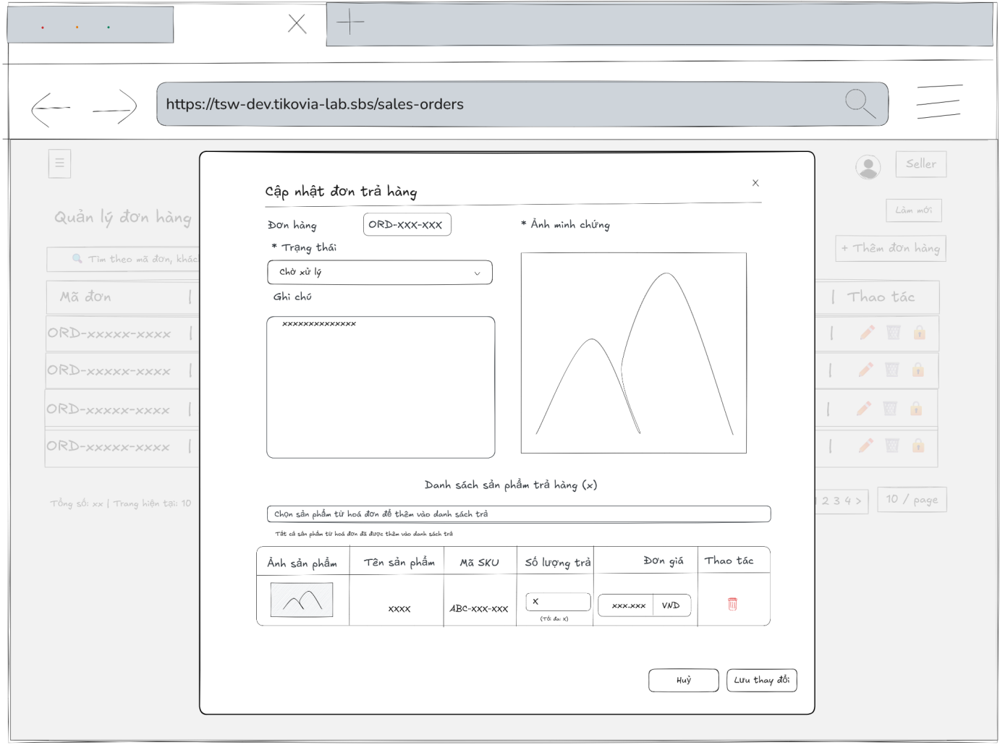 https://tsw-dev.tikovia-lab.sbs/sales-orders
Seller
Quản lý đơn hàng
Làm mới
🔍 Tìm theo mã đơn, khác
+ Thêm đơn hàng
Mã đơn |
| Thao tác
ORD-xxxxx-xxxx |
ORD-xxxxx-xxxx |
ORD-xxxxx-xxxx |
ORD-xxxxx-xxxx |
Tổng số: xx | Trang hiện tại: 10
1 2 3 4 >
10 / page
Cập nhật đơn trả hàng
x
Đơn hàng
ORD-XXX-XXX
* Ảnh minh chứng
* Trạng thái
Chờ xử lý
Ghi chú
xxxxxxxxxxxxxx
Danh sách sản phẩm trả hàng (x)
Chọn sản phẩm từ hoá đơn để thêm vào danh sách trả
Tất cả sản phẩm từ hoá đơn đã được thêm vào danh sách trả
Ảnh sản phẩm
Tên sản phẩm
Mã SKU
Số lượng trả
Đơn giá
Thao tác
xxxx
ABC-xxx-xxx
x
(Tối đa: x)
xxx.xxx
VND
Huỷ
Lưu thay đổi